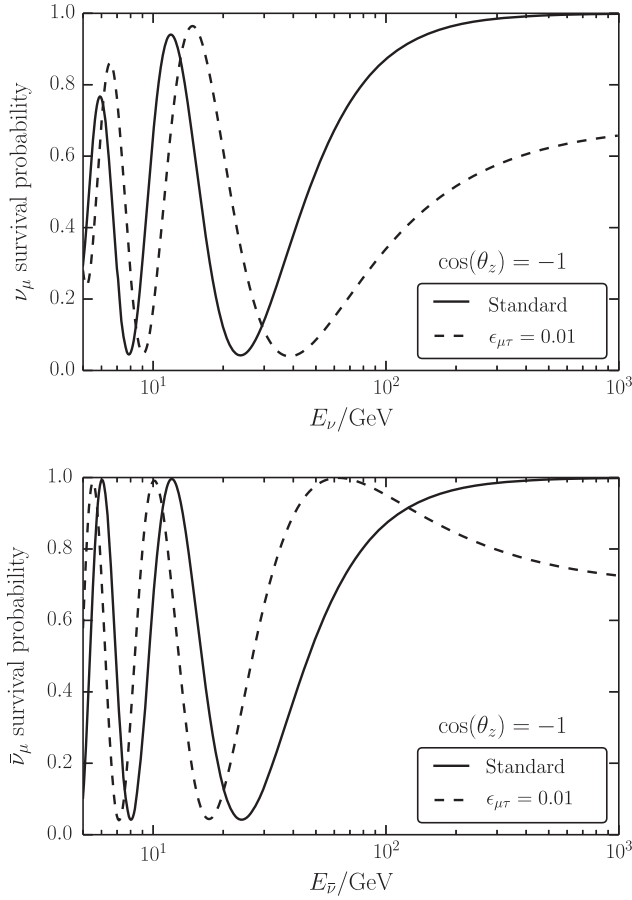 1.0
0.8
0.6
0.4
0.2
0.0
ν_μ survival probability
cos(θ_z) = −1
Standard
ϵ_μτ = 0.01
10^1 10^2 10^3
E_ν/GeV
1.0
0.8
0.6
0.4
0.2
0.0
ν̄_μ survival probability
cos(θ_z) = −1
Standard
ϵ_μτ = 0.01
10^1 10^2 10^3
E_ν̄/GeV